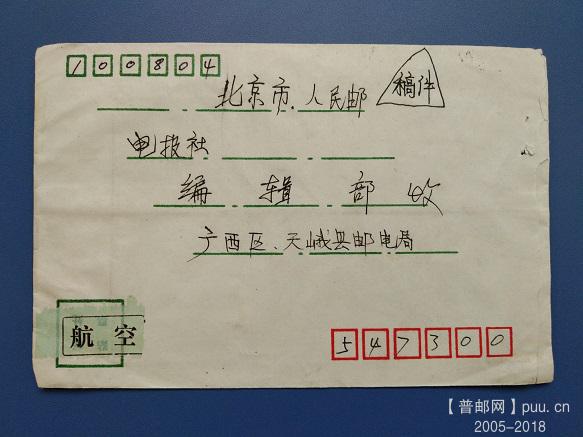 100804
北京市、人民邮
稿件
电报社
编辑部收
广西区、天峨县邮电局
航空
547300
【普邮网】puu.cn
2005-2018